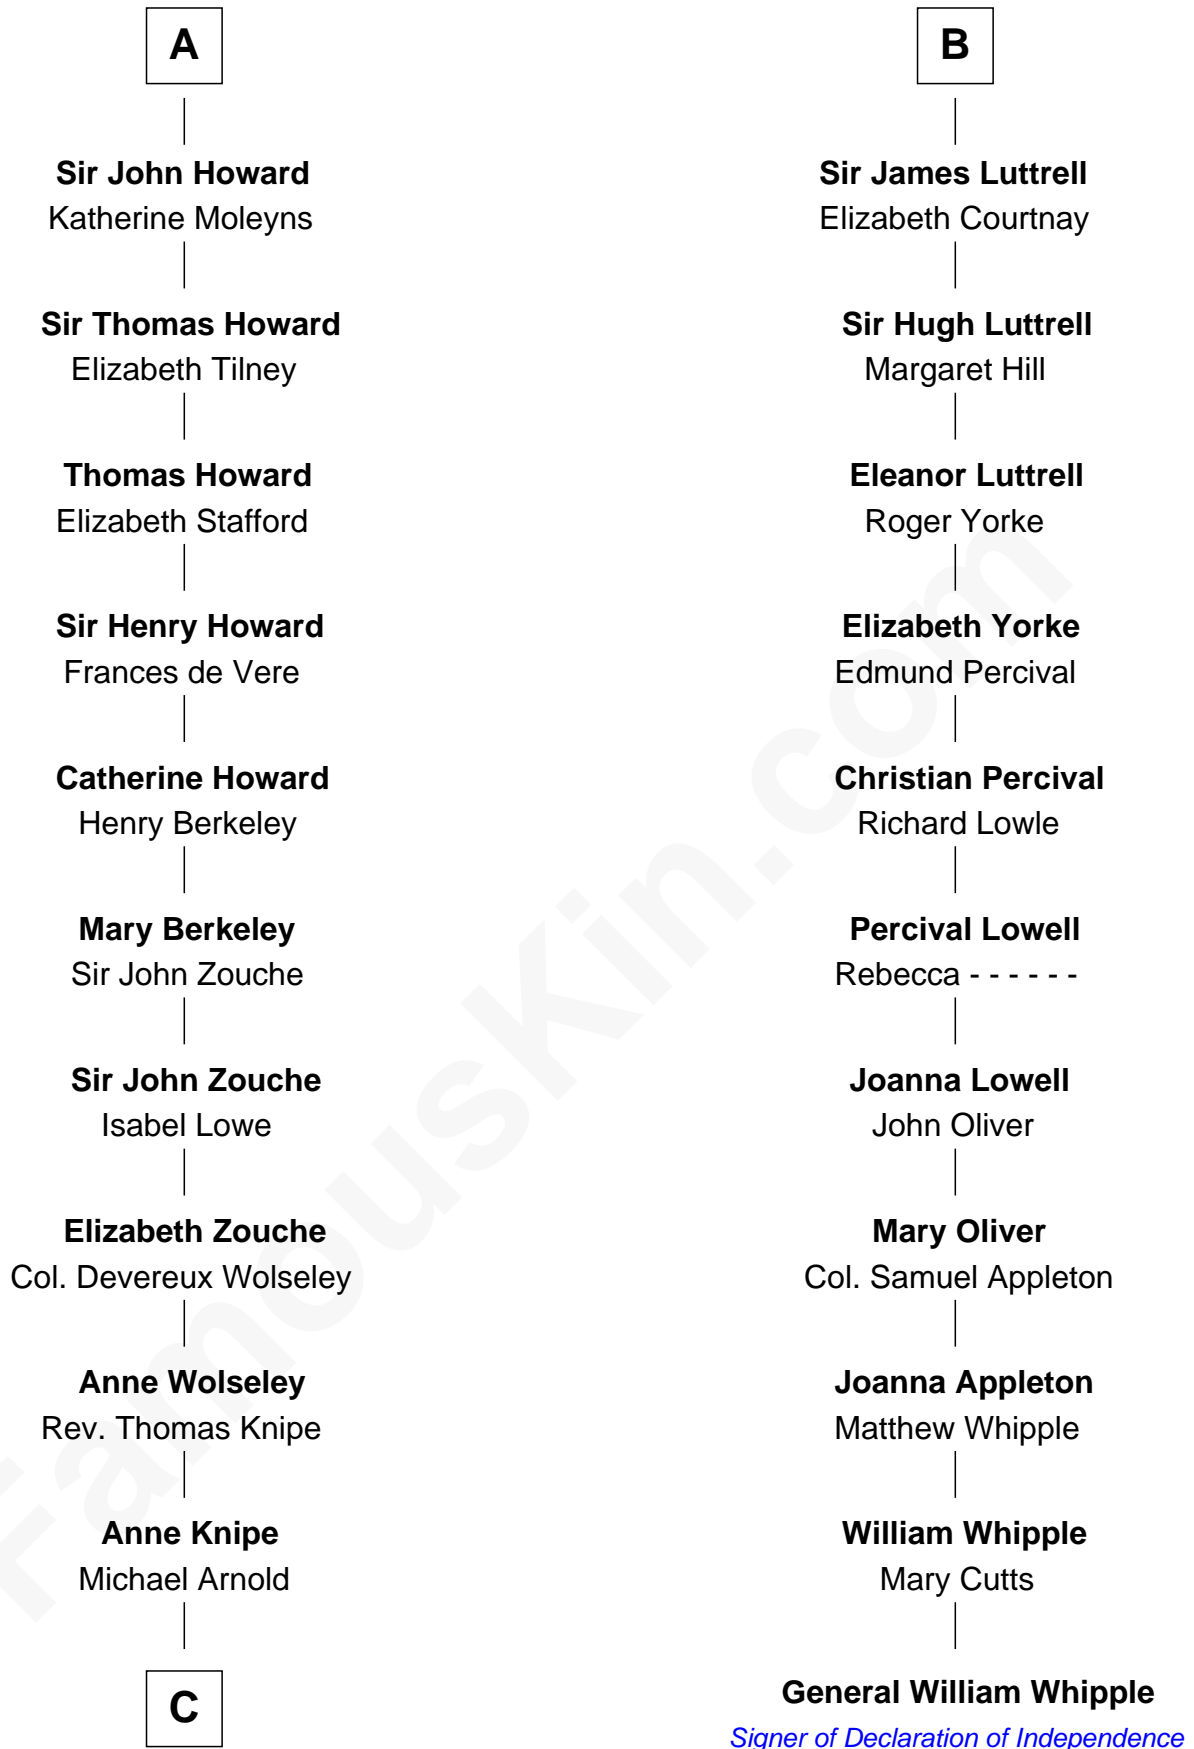 A
Sir John Howard
Katherine Moleyns
Sir Thomas Howard
Elizabeth Tilney
Thomas Howard
Elizabeth Stafford
Sir Henry Howard
Frances de Vere
Catherine Howard
Henry Berkeley
Mary Berkeley
Sir John Zouche
Sir John Zouche
Isabel Lowe
Elizabeth Zouche
Col. Devereux Wolseley
Anne Wolseley
Rev. Thomas Knipe
Anne Knipe
Michael Arnold
C
B
Sir James Luttrell
Elizabeth Courtnay
Sir Hugh Luttrell
Margaret Hill
Eleanor Luttrell
Roger Yorke
Elizabeth Yorke
Edmund Percival
Christian Percival
Richard Lowle
Percival Lowell
Rebecca - - - - - -
Joanna Lowell
John Oliver
Mary Oliver
Col. Samuel Appleton
Joanna Appleton
Matthew Whipple
William Whipple
Mary Cutts
General William Whipple
Signer of Declaration of Independence
FamousKin.com